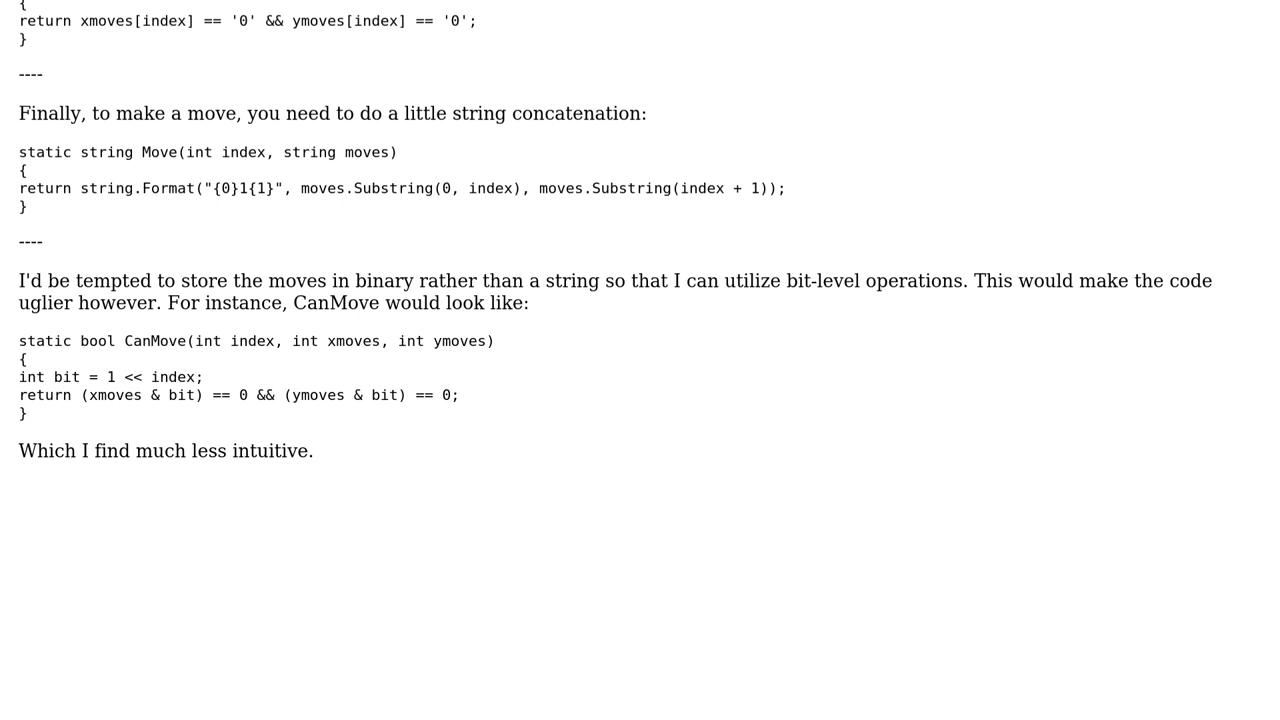 {
return xmoves[index] == '0' && ymoves[index] == '0';
}
----
Finally, to make a move, you need to do a little string concatenation:
static string Move(int index, string moves)
{
return string.Format("{0}1{1}", moves.Substring(0, index), moves.Substring(index + 1));
}
----
I'd be tempted to store the moves in binary rather than a string so that I can utilize bit-level operations. This would make the code
uglier however. For instance, CanMove would look like:
static bool CanMove(int index, int xmoves, int ymoves)
{
int bit = 1 << index;
return (xmoves & bit) == 0 && (ymoves & bit) == 0;
}
Which I find much less intuitive.